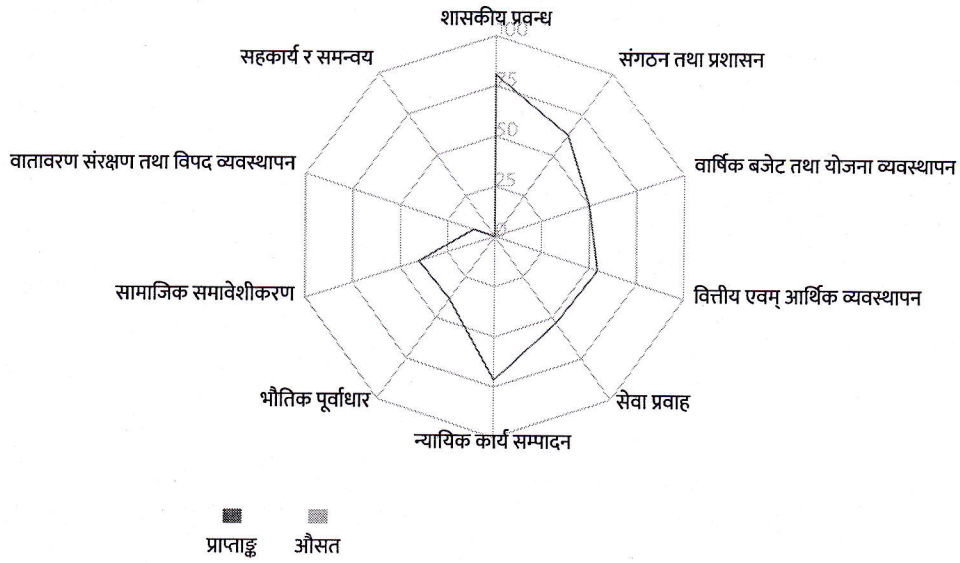 शासकीय प्रवन्ध
100
सहकार्य र समन्वय
संगठन तथा प्रशासन
75
50
वातावरण संरक्षण तथा विपद व्यवस्थापन
वार्षिक बजेट तथा योजना व्यवस्थापन
25
0
सामाजिक समावेशीकरण
वित्तीय एवम् आर्थिक व्यवस्थापन
भौतिक पूर्वाधार
सेवा प्रवाह
न्यायिक कार्य सम्पादन
प्राप्ताङ्क औसत